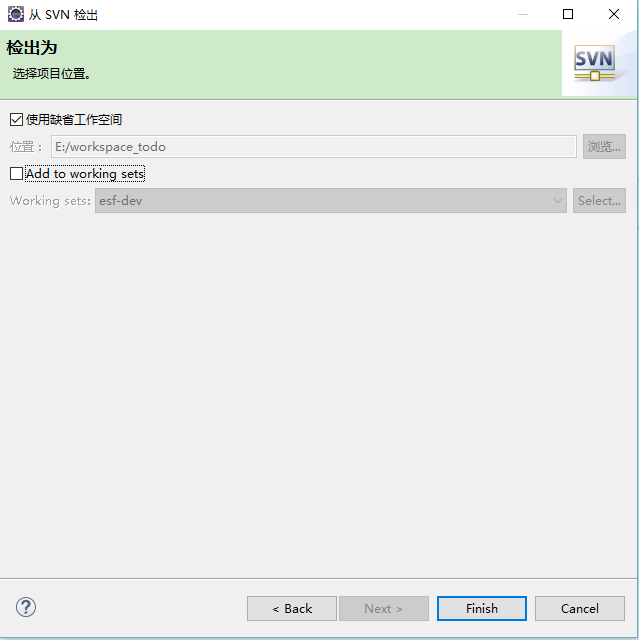 从 SVN 检出
检出为
选择项目位置。
SVN
使用缺省工作空间
位置： E:/workspace_todo 浏览...
Add to working sets
Working sets: esf-dev Select...
? < Back Next > Finish Cancel